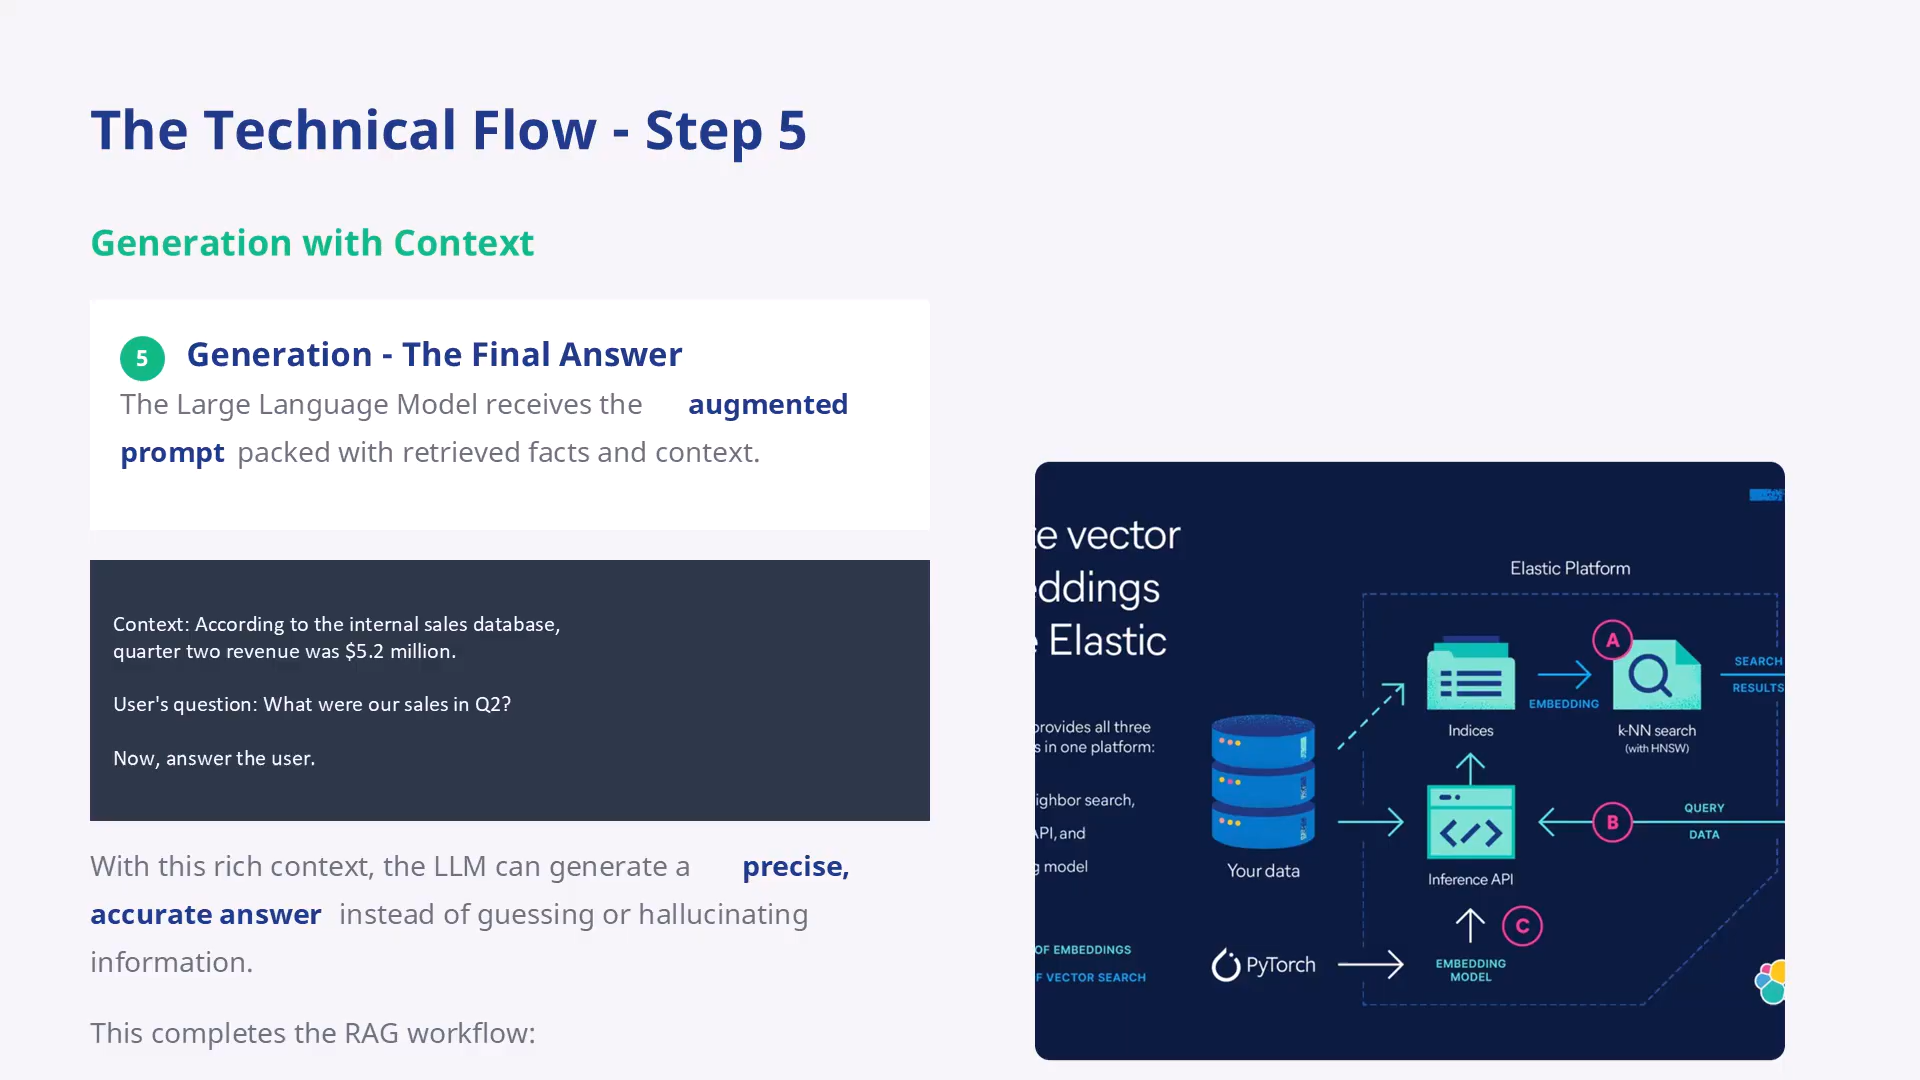 The Technical Flow - Step 5
Generation with Context
5 Generation - The Final Answer
The Large Language Model receives the augmented
prompt packed with retrieved facts and context.
Context: According to the internal sales database,
quarter two revenue was $5.2 million.
User's question: What were our sales in Q2?
Now, answer the user.
With this rich context, the LLM can generate a precise,
accurate answer instead of guessing or hallucinating
information.
This completes the RAG workflow:
vector
Elastic
provides all three
in one platform:
search,
API, and
model
OF EMBEDDINGS
OF VECTOR SEARCH
Elastic Platform
Your data
PyTorch
Indices
EMBEDDING
A
k-NN search
(with HNSW)
SEARCH
RESULTS
Inference API
B
QUERY
DATA
C
EMBEDDING
MODEL